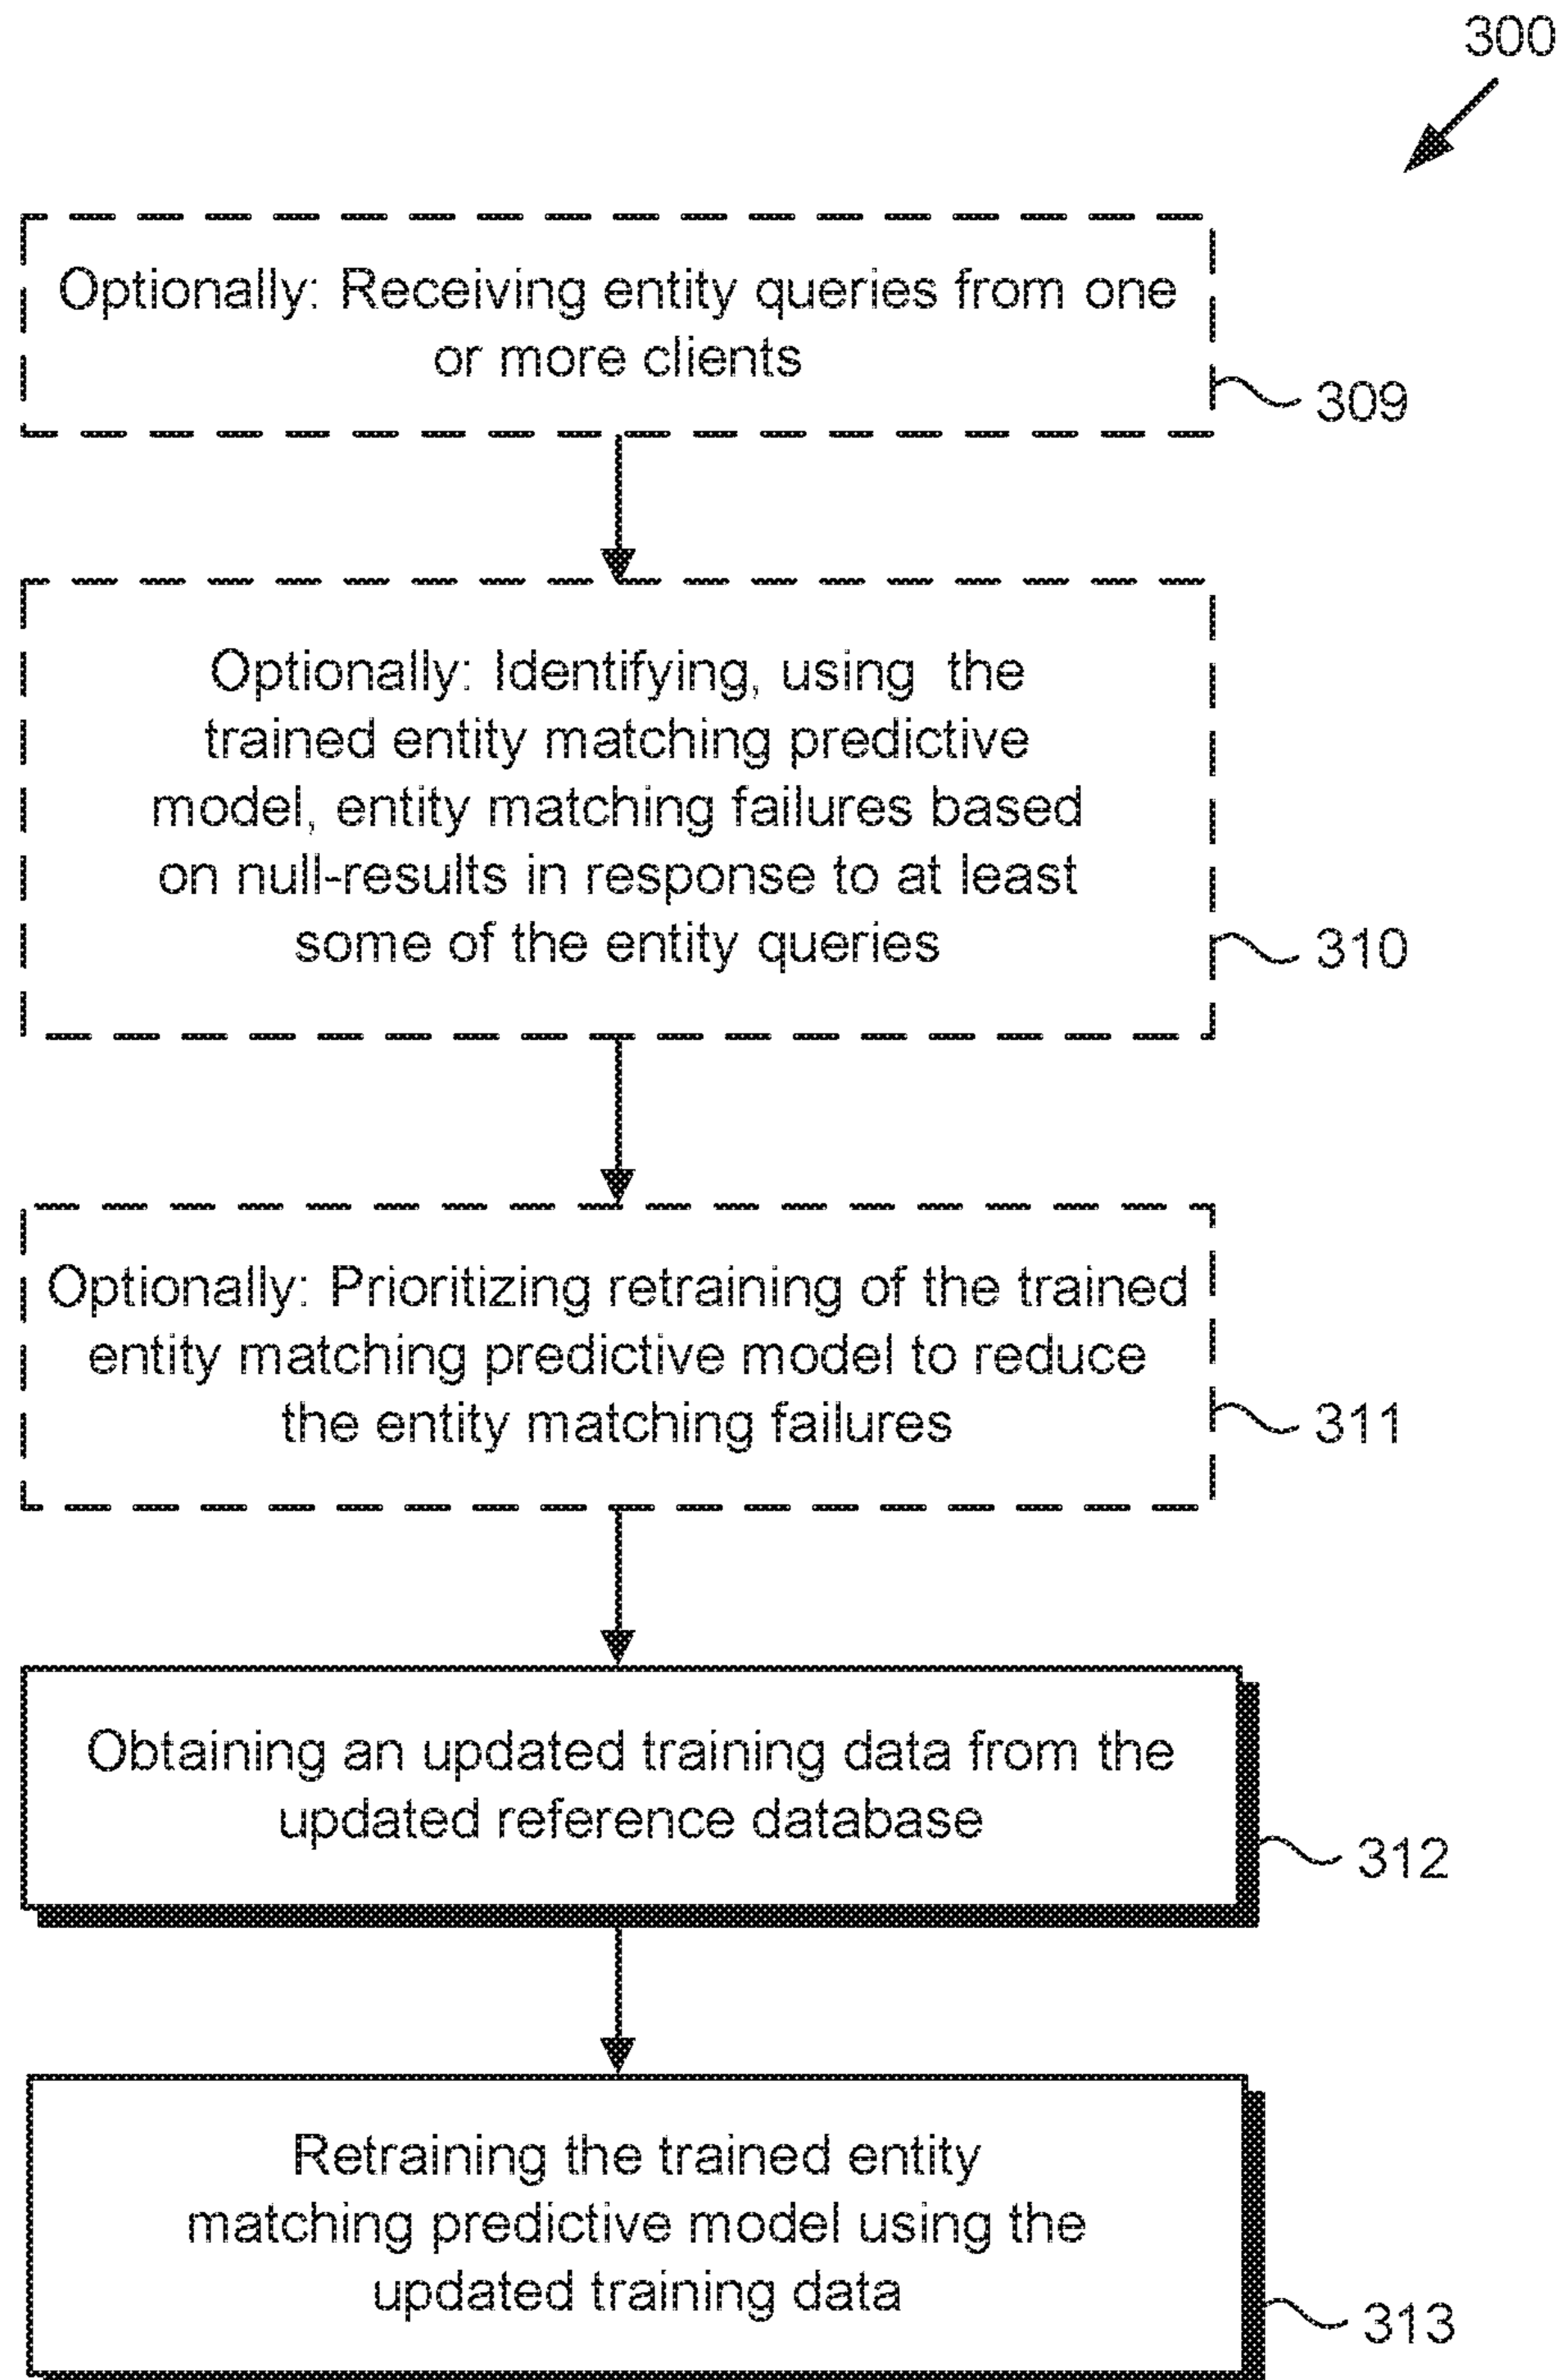 300
Optionally: Receiving entity queries from one
or more clients
309
Optionally: Identifying, using the
trained entity matching predictive
model, entity matching failures based
on null-results in response to at least
some of the entity queries
310
Optionally: Prioritizing retraining of the trained
entity matching predictive model to reduce
the entity matching failures
311
Obtaining an updated training data from the
updated reference database
312
Retraining the trained entity
matching predictive model using the
updated training data
313